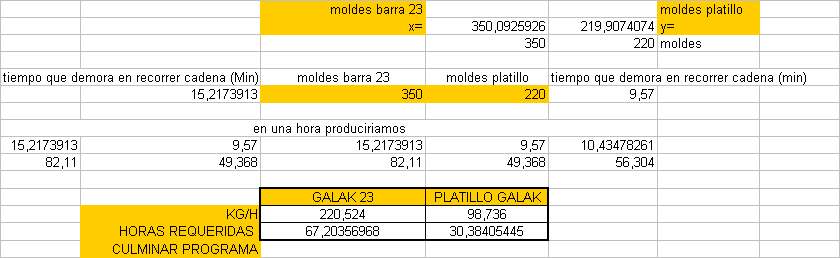 moldes barra 23 moldes platillo
x= 350,0925926 219,9074074 y=
350 220 moldes
tiempo que demora en recorrer cadena (Min) moldes barra 23 moldes platillo tiempo que demora en recorrer cadena (min)
15,2173913 350 220 9,57
en una hora produciriamos
15,2173913 9,57 15,2173913 9,57 10,43478261
82,11 49,368 82,11 49,368 56,304
GALAK 23 PLATILLO GALAK
KG/H 220,524 98,736
HORAS REQUERIDAS 67,20356968 30,38405445
CULMINAR PROGRAMA